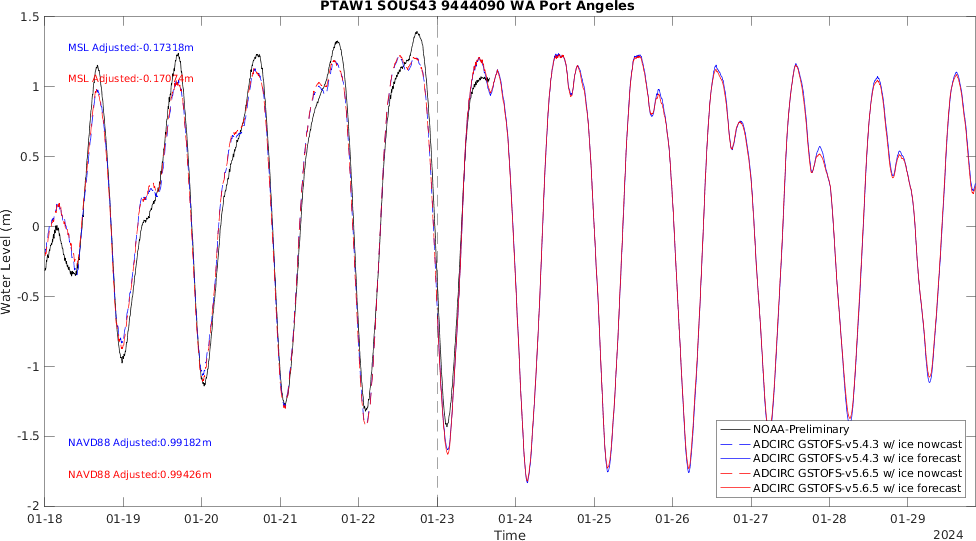 PTAW1 SOUS43 9444090 WA Port Angeles
1.5
1
0.5
0
-0.5
-1
-1.5
-2
Water Level (m)
MSL Adjusted:-0.17318m
MSL Adjusted:-0.17074m
NAVD88 Adjusted:0.99182m
NAVD88 Adjusted:0.99426m
NOAA-Preliminary
ADCIRC GSTOFS-v5.4.3 w/ ice nowcast
ADCIRC GSTOFS-v5.4.3 w/ ice forecast
ADCIRC GSTOFS-v5.6.5 w/ ice nowcast
ADCIRC GSTOFS-v5.6.5 w/ ice forecast
01-18 01-19 01-20 01-21 01-22 01-23 01-24 01-25 01-26 01-27 01-28 01-29
Time
2024